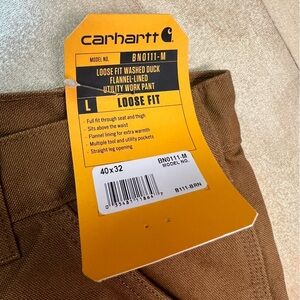 carhartt
MODEL NO. BN0111-M
LOOSE FIT WASHED DUCK
FLANNEL-LINED
UTILITY WORK PANT
L LOOSE FIT
- Full fit through seat and thigh
- Sits above the waist
- Flannel lining for extra warmth
- Multiple tool and utility pockets
- Straight leg opening
40x32
BN0111-M
MODEL NO.
B111-BRN